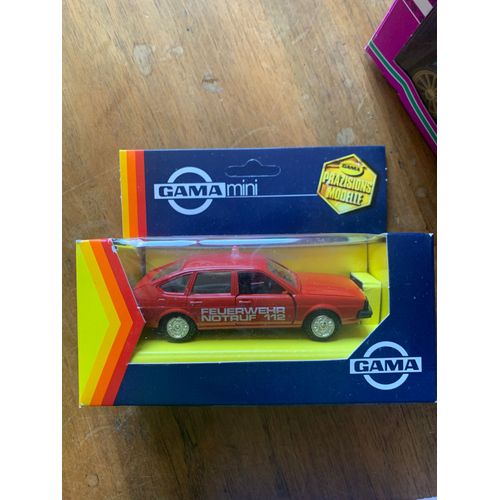 GAMA mini
GAMA
PRÄZISIONS
MODELLE
FEUERWEHR
NOTRUF 112
GAMA